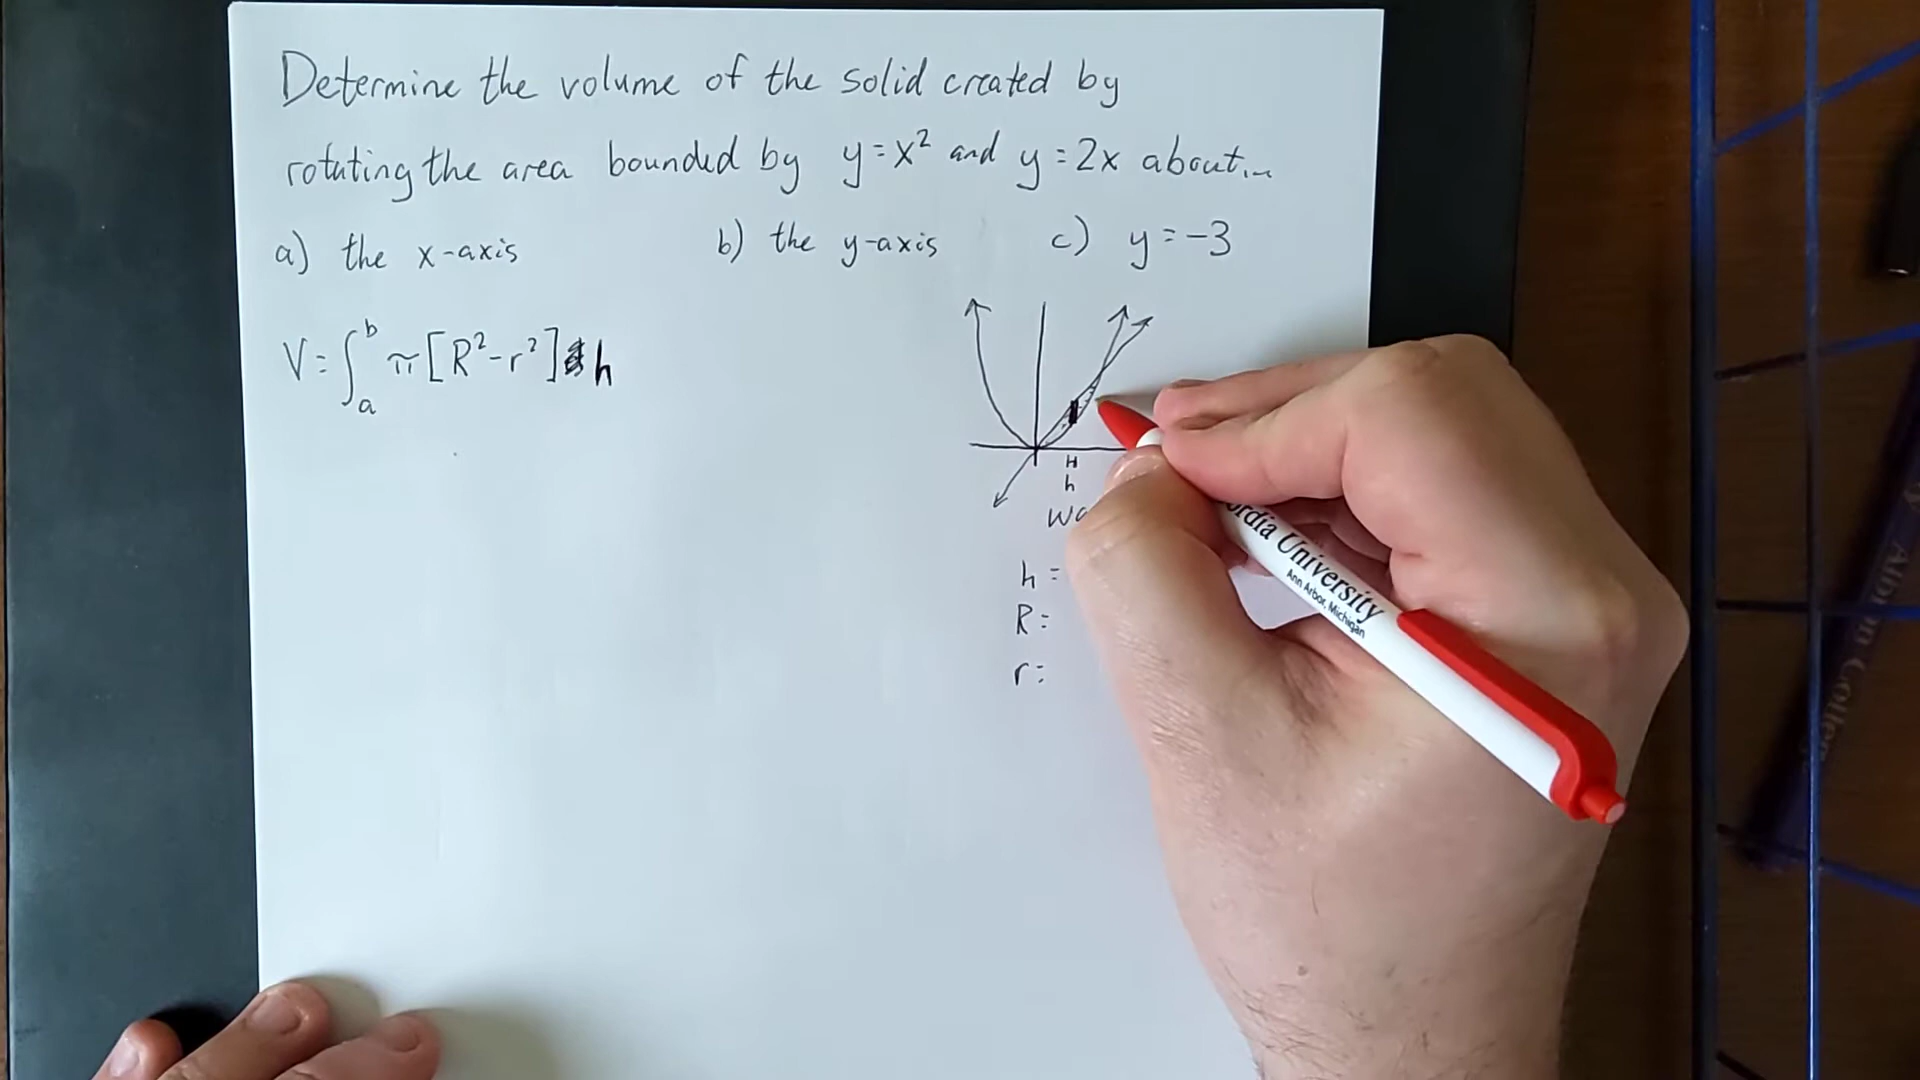 Determine the volume of the solid created by
rotating the area bounded by y=x² and y=2x about...
a) the x-axis b) the y-axis c) y=-3
V=∫ₐᵇ π[R²-r²]h
h
h =
R=
r=
University
Ann Arbor, Michigan